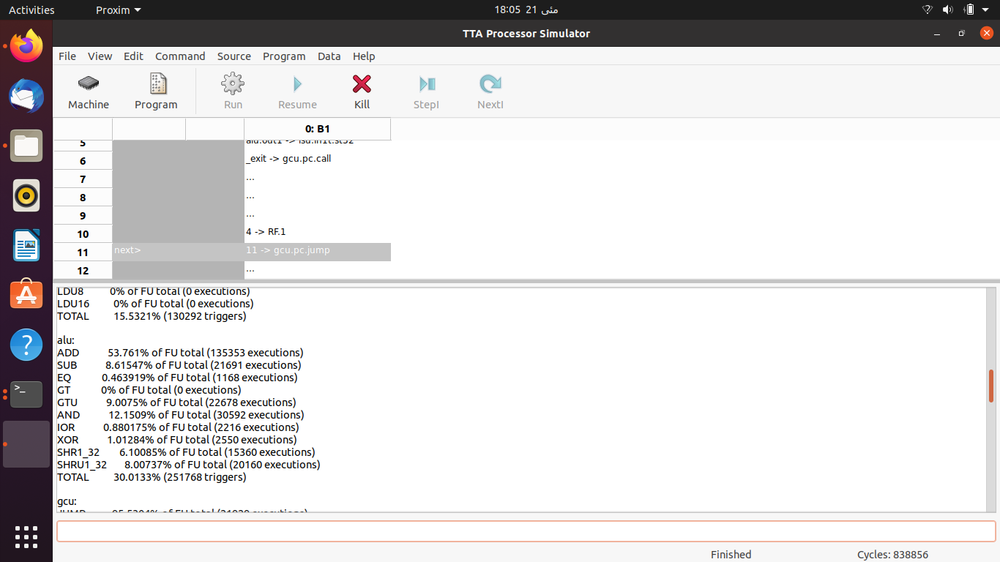 Activities Proxim 18:05 21 مئی
TTA Processor Simulator
File View Edit Command Source Program Data Help
Machine Program Run Resume Kill StepI NextI
0: B1
5 alu.out1 -> lsu.in1t.st32
6 _exit -> gcu.pc.call
7 ...
8 ...
9 ...
10 4 -> RF.1
11 next> 11 -> gcu.pc.jump
12 ...
LDU8 0% of FU total (0 executions)
LDU16 0% of FU total (0 executions)
TOTAL 15.5321% (130292 triggers)
alu:
ADD 53.761% of FU total (135353 executions)
SUB 8.61547% of FU total (21691 executions)
EQ 0.463919% of FU total (1168 executions)
GT 0% of FU total (0 executions)
GTU 9.0075% of FU total (22678 executions)
AND 12.1509% of FU total (30592 executions)
IOR 0.880175% of FU total (2216 executions)
XOR 1.01284% of FU total (2550 executions)
SHR1_32 6.10085% of FU total (15360 executions)
SHRU1_32 8.00737% of FU total (20160 executions)
TOTAL 30.0133% (251768 triggers)
gcu:
Finished Cycles: 838856